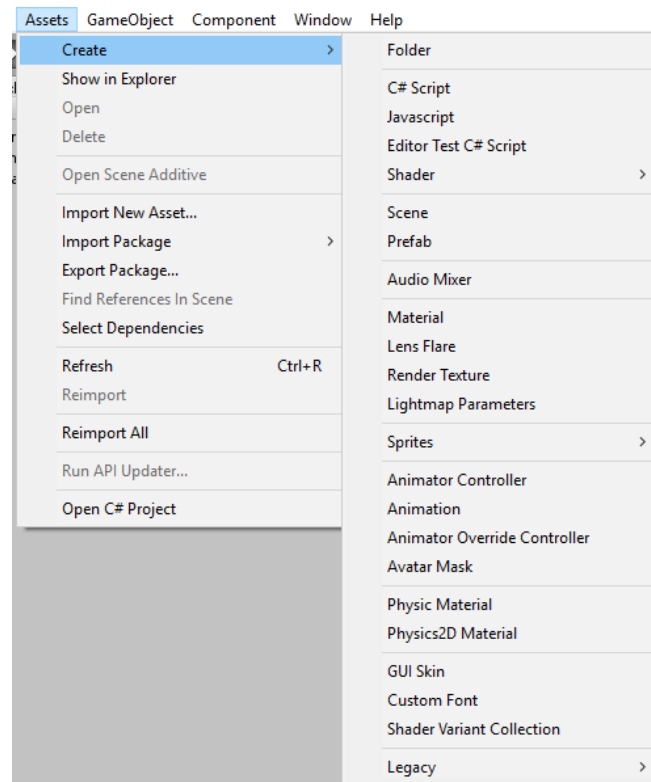 Assets GameObject Component Window Help
Create >
Show in Explorer
Open
Delete
Open Scene Additive
Import New Asset...
Import Package >
Export Package...
Find References In Scene
Select Dependencies
Refresh Ctrl+R
Reimport
Reimport All
Run API Updater...
Open C# Project
Folder
C# Script
Javascript
Editor Test C# Script
Shader >
Scene
Prefab
Audio Mixer
Material
Lens Flare
Render Texture
Lightmap Parameters
Sprites >
Animator Controller
Animation
Animator Override Controller
Avatar Mask
Physic Material
Physics2D Material
GUI Skin
Custom Font
Shader Variant Collection
Legacy >